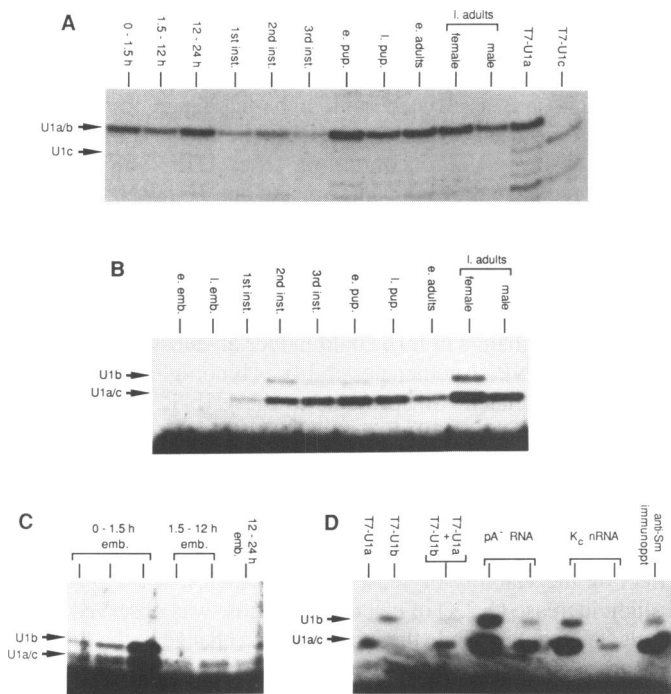 A
0 - 1.5 h
1.5 - 12 h
12 - 24 h
1st inst.
2nd inst.
3rd inst.
e. pup.
l. pup.
e. adults
l. adults
female
male
T7-U1a
T7-U1c
U1a/b
U1c
B
e. emb.
l. emb.
1st inst.
2nd inst.
3rd inst.
e. pup.
l. pup.
e. adults
l. adults
female
male
U1b
U1a/c
C
0 - 1.5 h
emb.
1.5 - 12 h
emb.
12 - 24 h
emb.
U1b
U1a/c
D
T7-U1a
T7-U1b
T7-U1a
+
T7-U1b
pA⁻ RNA
Kc nRNA
anti-Sm
immunoppt
U1b
U1a/c